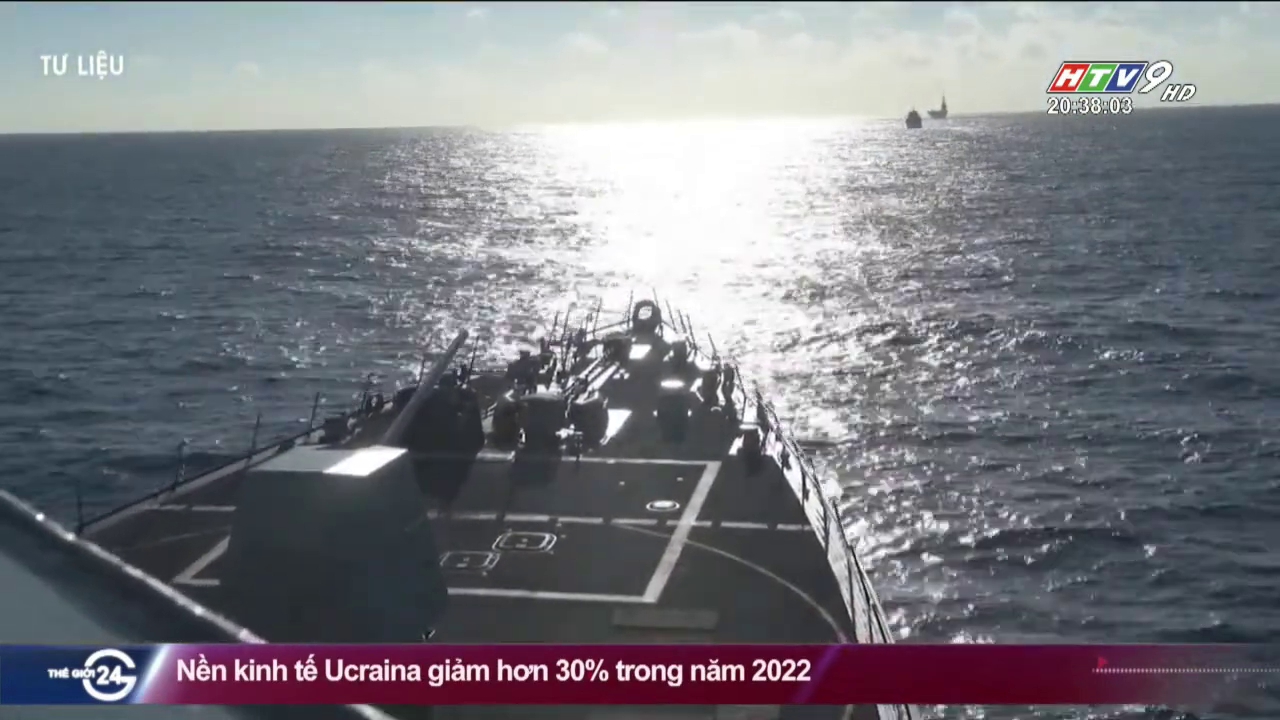 TƯ LIỆU
HTV9 HD
20:38:03
THẾ GIỚI 24G
Nền kinh tế Ucraina giảm hơn 30% trong năm 2022